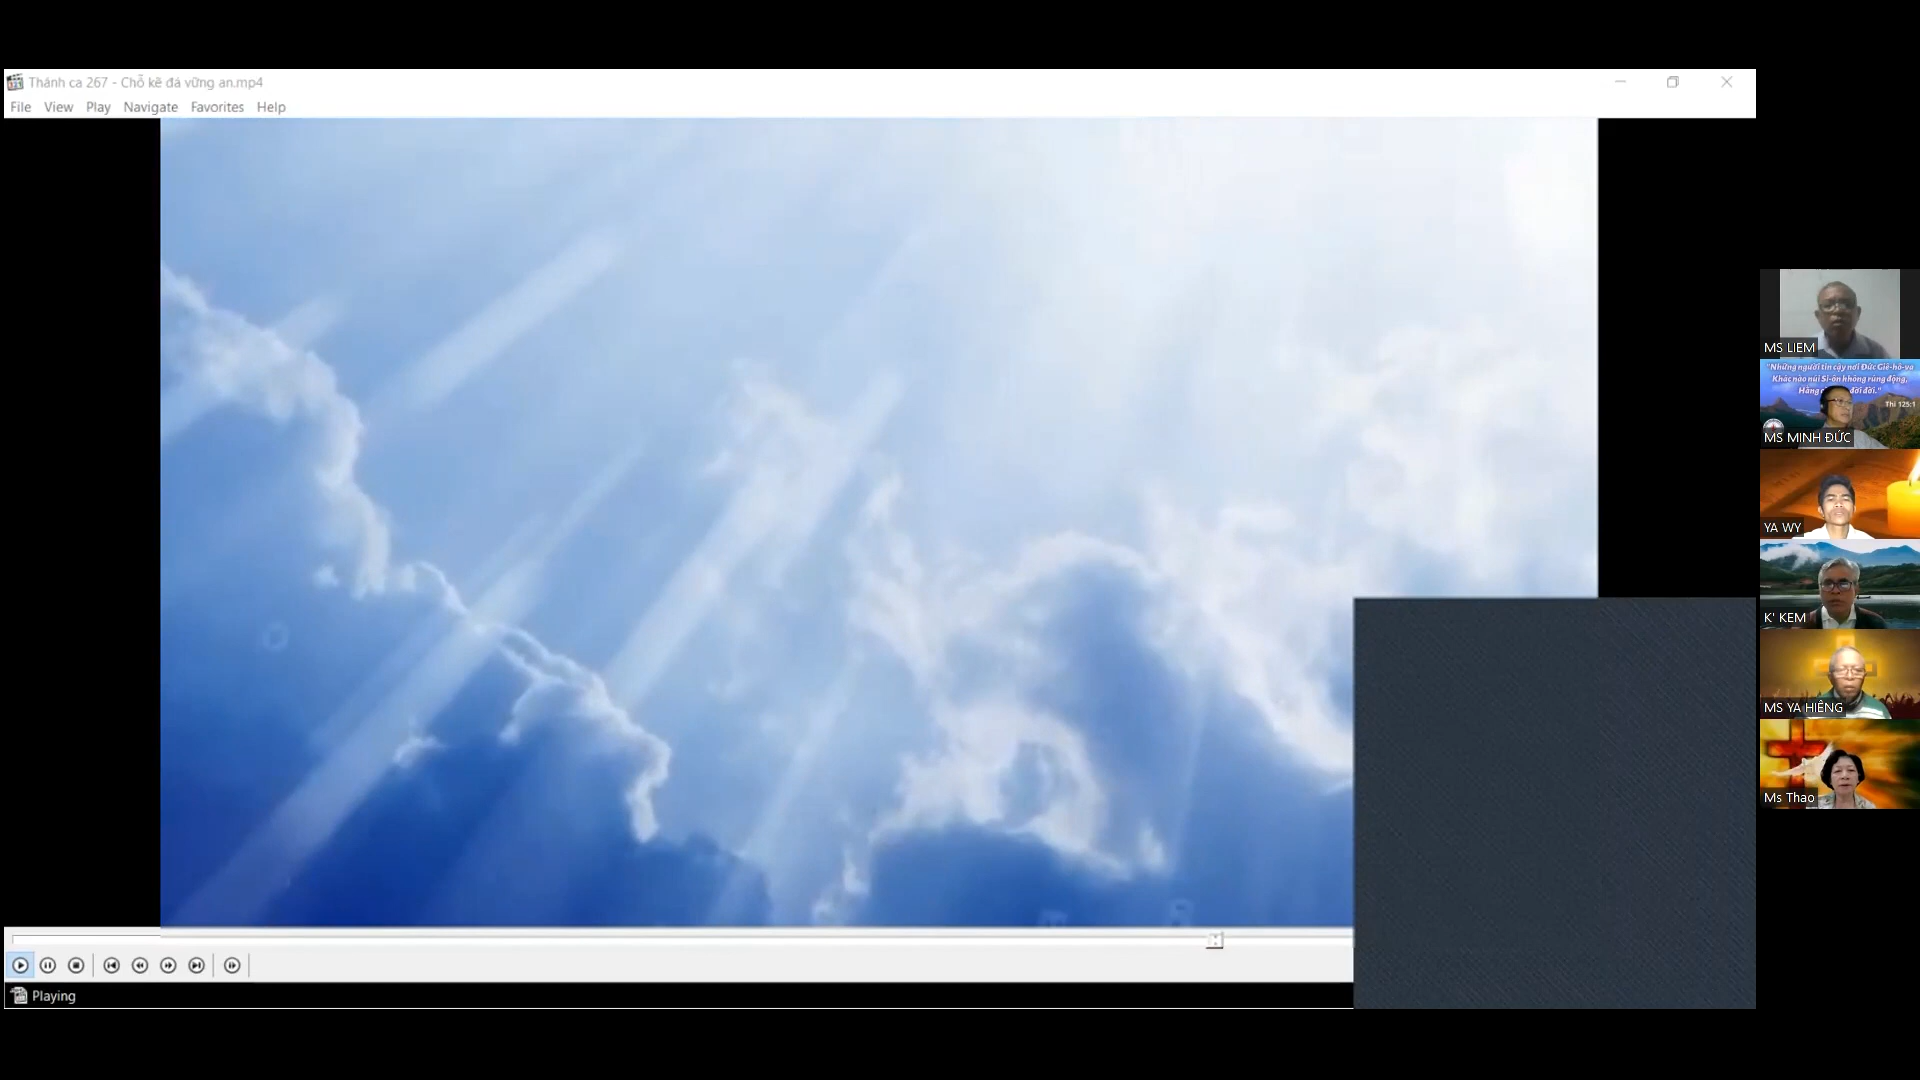 Thánh ca 267 - Chỗ kẽ đá vững an.mp4
File View Play Navigate Favorites Help
MS LIEM
"Những người tin cậy nơi Đức Giê-hô-va
Khác nào núi Si-ôn không rúng động,
Hằng đời đời."
Thi 125:1
MS MINH ĐỨC
YA WY
K' KEM
MS YA HIÊNG
Ms Thao
Playing